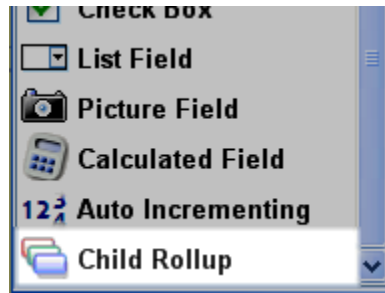 Check Box
List Field
Picture Field
Calculated Field
Auto Incrementing
Child Rollup